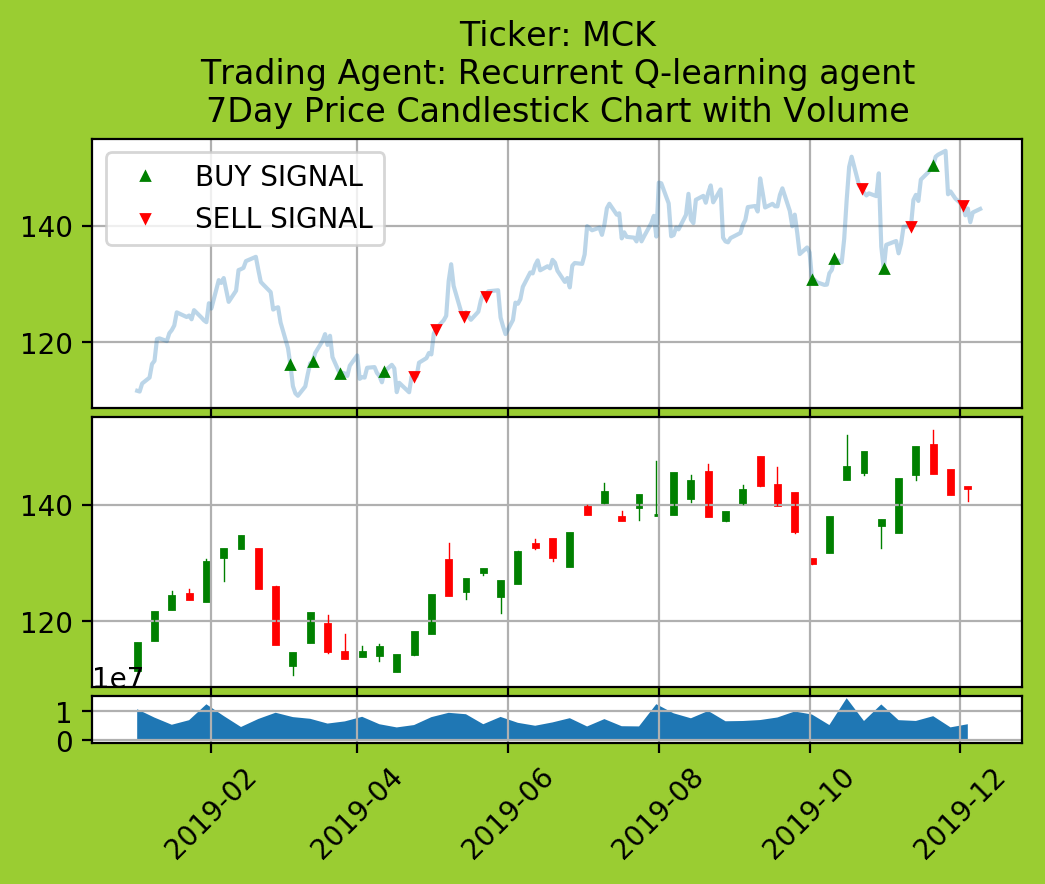 Ticker: MCK
Trading Agent: Recurrent Q-learning agent
7Day Price Candlestick Chart with Volume
BUY SIGNAL
SELL SIGNAL
140
120
140
120
1e7
1
0
2019-02
2019-04
2019-06
2019-08
2019-10
2019-12